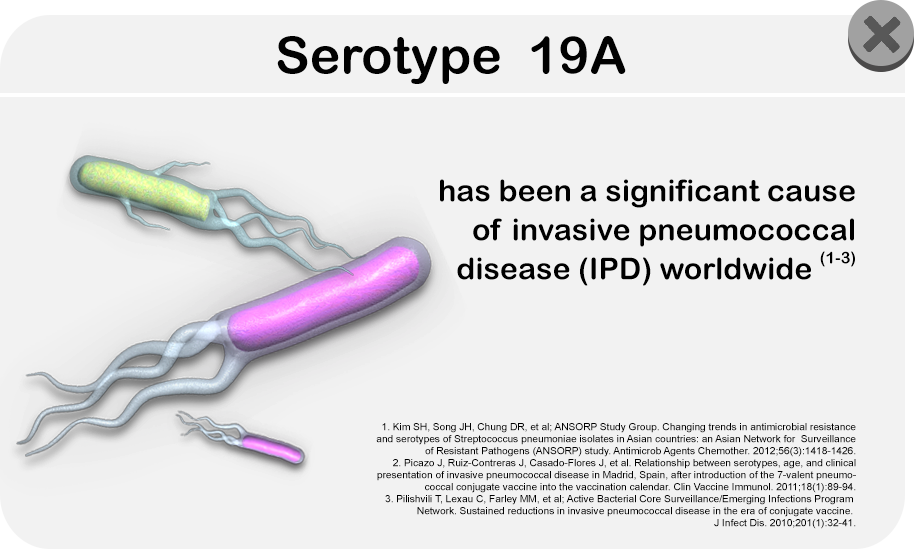 Serotype 19A
has been a significant cause
of invasive pneumococcal
disease (IPD) worldwide (1-3)
1. Kim SH, Song JH, Chung DR, et al; ANSORP Study Group. Changing trends in antimicrobial resistance
and serotypes of Streptococcus pneumoniae isolates in Asian countries: an Asian Network for Surveillance
of Resistant Pathogens (ANSORP) study. Antimicrob Agents Chemother. 2012;56(3):1418-1426.
2. Picazo J, Ruiz-Contreras J, Casado-Flores J, et al. Relationship between serotypes, age, and clinical
presentation of invasive pneumococcal disease in Madrid, Spain, after introduction of the 7-valent pneumo-
coccal conjugate vaccine into the vaccination calendar. Clin Vaccine Immunol. 2011;18(1):89-94.
3. Pilishvili T, Lexau C, Farley MM, et al; Active Bacterial Core Surveillance/Emerging Infections Program
Network. Sustained reductions in invasive pneumococcal disease in the era of conjugate vaccine.
J Infect Dis. 2010;201(1):32-41.